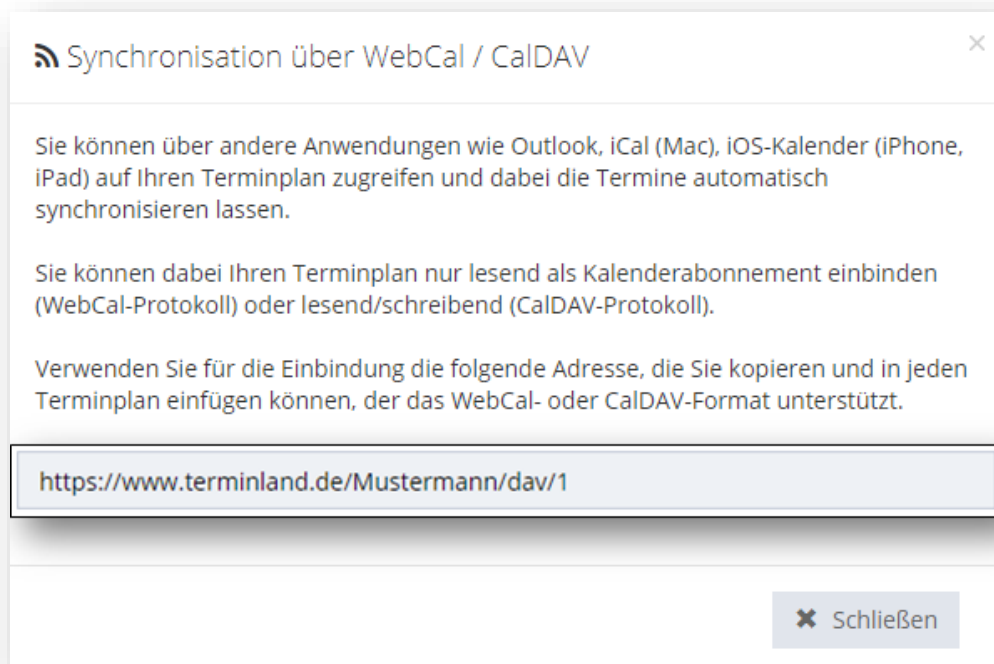 Synchronisation über WebCal / CalDAV
Sie können über andere Anwendungen wie Outlook, iCal (Mac), iOS-Kalender (iPhone,
iPad) auf Ihren Terminplan zugreifen und dabei die Termine automatisch
synchronisieren lassen.
Sie können dabei Ihren Terminplan nur lesend als Kalenderabonnement einbinden
(WebCal-Protokoll) oder lesend/schreibend (CalDAV-Protokoll).
Verwenden Sie für die Einbindung die folgende Adresse, die Sie kopieren und in jeden
Terminplan einfügen können, der das WebCal- oder CalDAV-Format unterstützt.
https://www.terminland.de/Mustermann/dav/1
Schließen